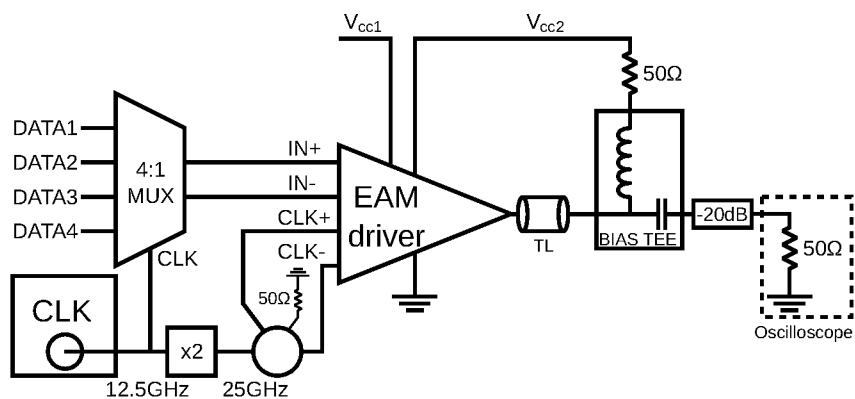 Vcc1
Vcc2
50Ω
DATA1
DATA2
DATA3
DATA4
4:1
MUX
IN+
IN-
CLK+
CLK-
EAM
driver
TL
BIAS TEE
-20dB
50Ω
Oscilloscope
CLK
50Ω
CLK
x2
12.5GHz
25GHz